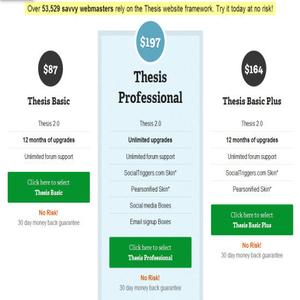 Over 53,529 savvy webmasters rely on the Thesis website framework. Try it today at no risk!
$87
Thesis Basic
Thesis 2.0
12 months of upgrades
Unlimited forum support
Click here to select
Thesis Basic
No Risk!
30 day money back guarantee
$197
Thesis
Professional
Thesis 2.0
Unlimited upgrades
Unlimited forum support
SocialTriggers.com Skin*
Pearsonified Skin*
Social media Boxes
Email signup Boxes
Click here to select
Thesis Professional
No Risk!
30 day money back guarantee
$164
Thesis Basic Plus
Thesis 2.0
12 months of upgrades
Unlimited forum support
SocialTriggers.com Skin*
Pearsonified Skin*
Click here to select
Thesis Basic Plus
No Risk!
30 day money back guarantee